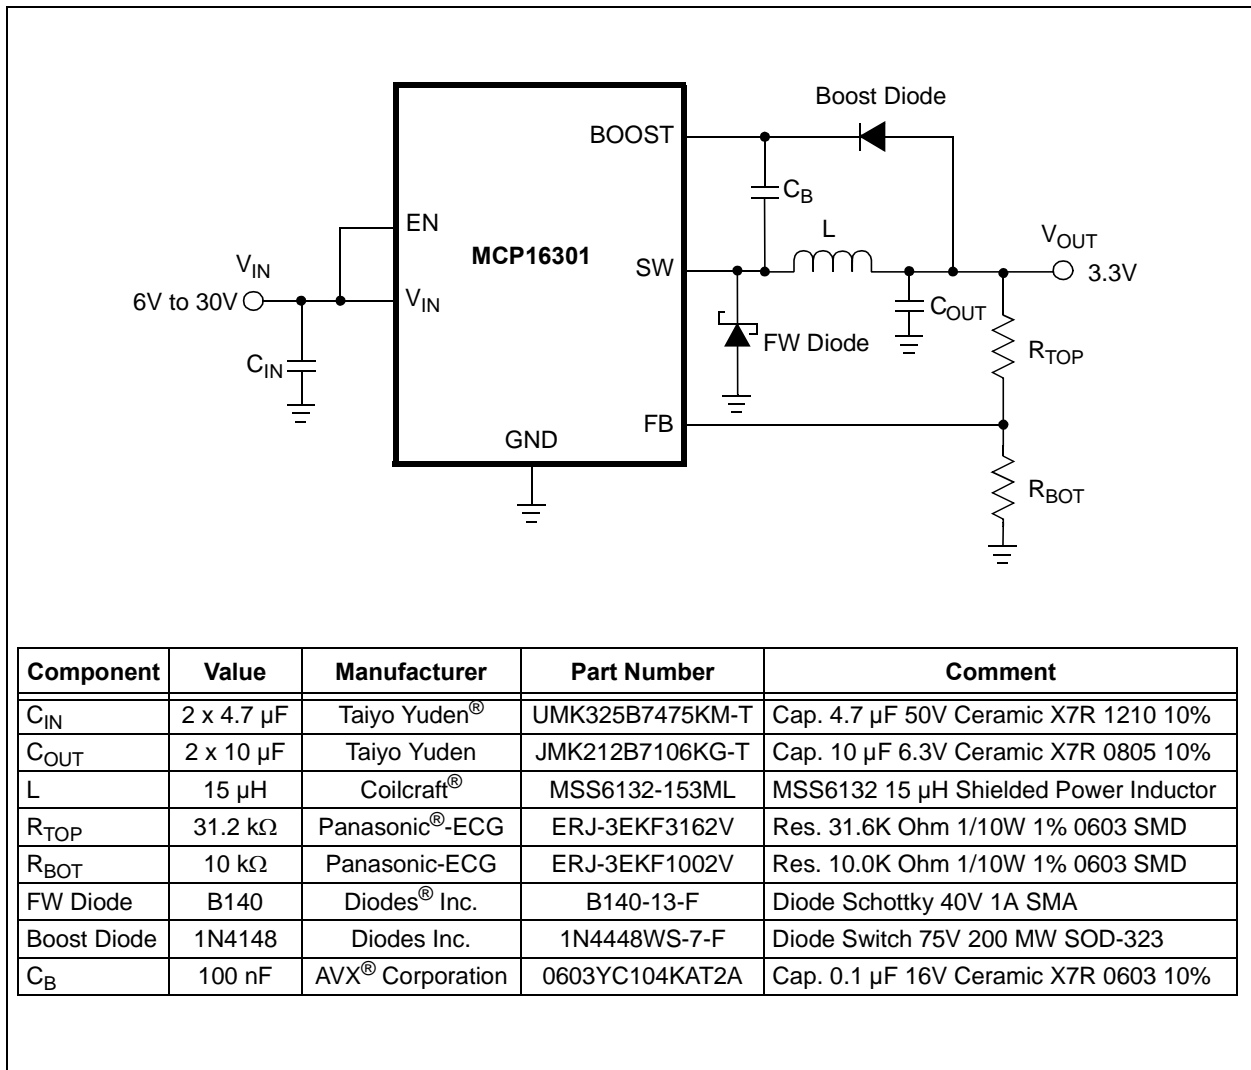 Boost Diode
BOOST
C_B
EN
MCP16301
L
V_OUT
SW
3.3V
V_IN
6V to 30V
V_IN
C_OUT
FW Diode
R_TOP
C_IN
FB
GND
R_BOT
Component Value Manufacturer Part Number Comment
C_IN 2 x 4.7 µF Taiyo Yuden® UMK325B7475KM-T Cap. 4.7 µF 50V Ceramic X7R 1210 10%
C_OUT 2 x 10 µF Taiyo Yuden JMK212B7106KG-T Cap. 10 µF 6.3V Ceramic X7R 0805 10%
L 15 µH Coilcraft® MSS6132-153ML MSS6132 15 µH Shielded Power Inductor
R_TOP 31.2 kΩ Panasonic®-ECG ERJ-3EKF3162V Res. 31.6K Ohm 1/10W 1% 0603 SMD
R_BOT 10 kΩ Panasonic-ECG ERJ-3EKF1002V Res. 10.0K Ohm 1/10W 1% 0603 SMD
FW Diode B140 Diodes® Inc. B140-13-F Diode Schottky 40V 1A SMA
Boost Diode 1N4148 Diodes Inc. 1N4448WS-7-F Diode Switch 75V 200 MW SOD-323
C_B 100 nF AVX® Corporation 0603YC104KAT2A Cap. 0.1 µF 16V Ceramic X7R 0603 10%